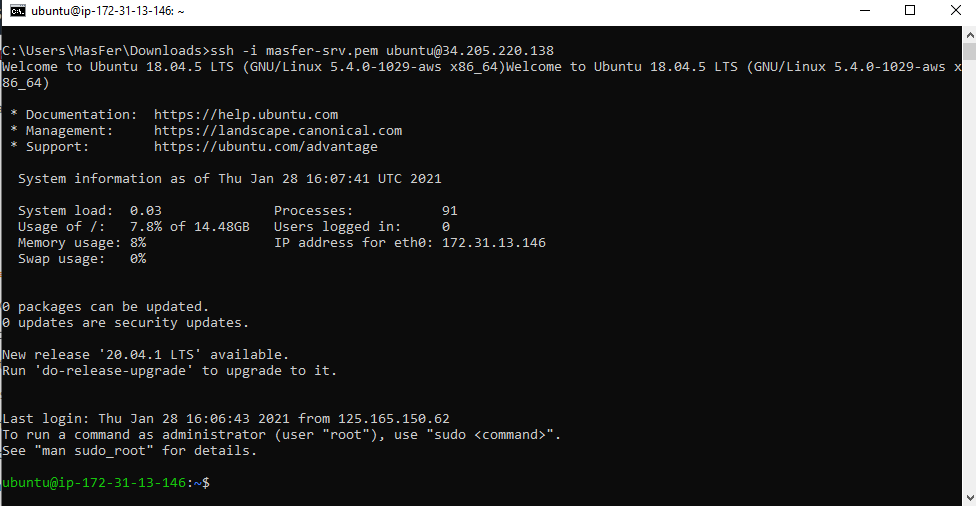 ubuntu@ip-172-31-13-146: ~
C:\Users\MasFer\Downloads>ssh -i masfer-srv.pem ubuntu@34.205.220.138
Welcome to Ubuntu 18.04.5 LTS (GNU/Linux 5.4.0-1029-aws x86_64)Welcome to Ubuntu 18.04.5 LTS (GNU/Linux 5.4.0-1029-aws x
86_64)
* Documentation:  https://help.ubuntu.com
* Management:     https://landscape.canonical.com
* Support:        https://ubuntu.com/advantage
System information as of Thu Jan 28 16:07:41 UTC 2021
System load:  0.03              Processes:           91
Usage of /:   7.8% of 14.48GB   Users logged in:     0
Memory usage: 8%                IP address for eth0: 172.31.13.146
Swap usage:   0%
0 packages can be updated.
0 updates are security updates.
New release '20.04.1 LTS' available.
Run 'do-release-upgrade' to upgrade to it.
Last login: Thu Jan 28 16:06:43 2021 from 125.165.150.62
To run a command as administrator (user "root"), use "sudo <command>".
See "man sudo_root" for details.
ubuntu@ip-172-31-13-146:~$